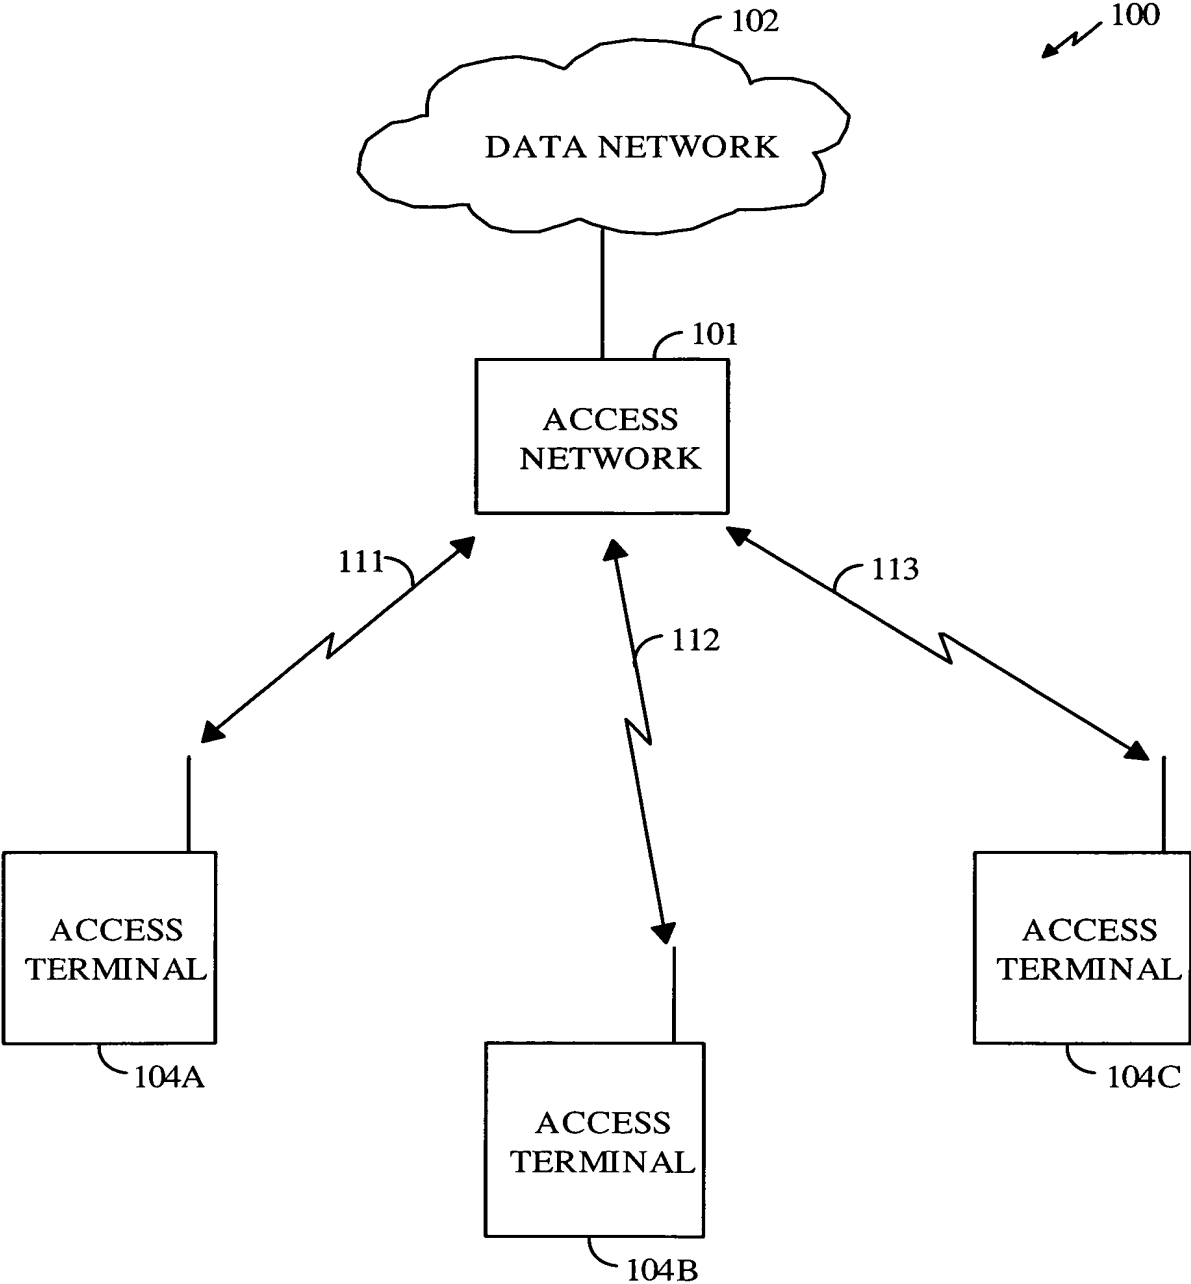 100
102
DATA NETWORK
101
ACCESS
NETWORK
111
113
112
ACCESS
TERMINAL
ACCESS
TERMINAL
104A
104C
ACCESS
TERMINAL
104B